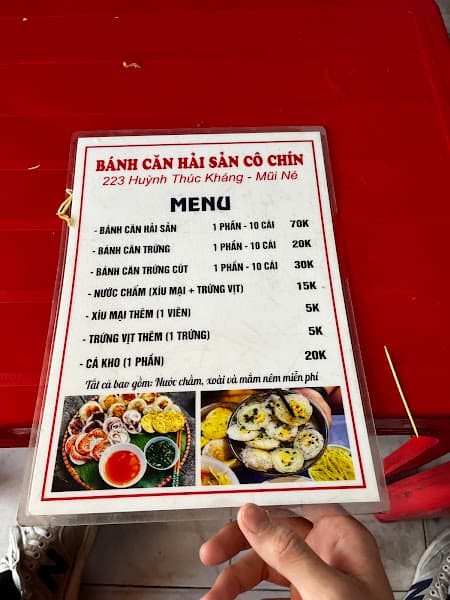 BÁNH CĂN HẢI SẢN CÔ CHÍN
223 Huỳnh Thúc Kháng - Mũi Né
MENU
- BÁNH CĂN HẢI SẢN 1 PHẦN - 10 CÁI 70K
- BÁNH CĂN TRỨNG 1 PHẦN - 10 CÁI 20K
- BÁNH CĂN TRỨNG CÚT 1 PHẦN - 10 CÁI 30K
- NƯỚC CHẤM (XÍU MẠI + TRỨNG VỊT) 15K
- XÍU MẠI THÊM (1 VIÊN) 5K
- TRỨNG VỊT THÊM (1 TRỨNG) 5K
- CÁ KHO (1 PHẦN) 20K
Tất cả bao gồm: Nước chấm, xoài và mắm nêm miễn phí